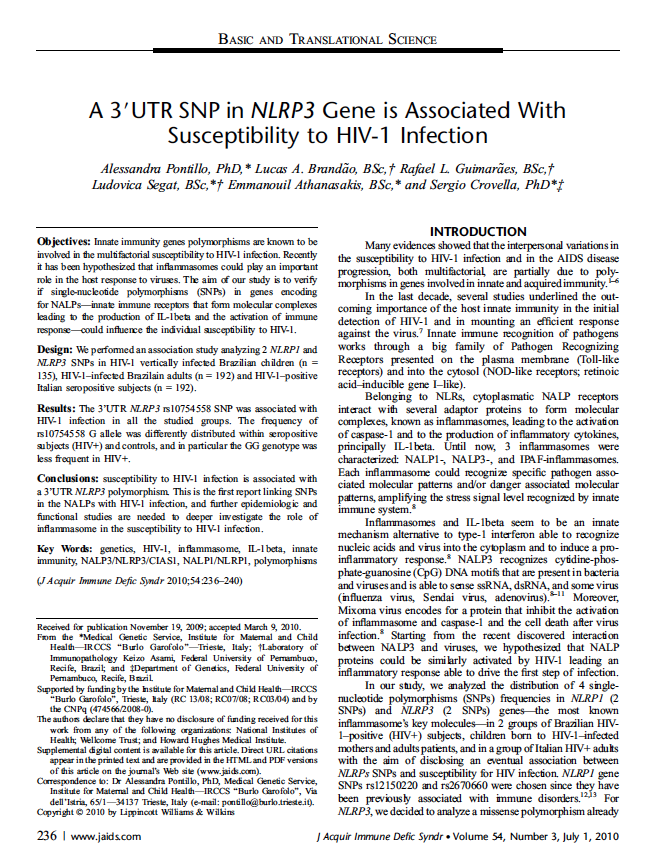 BASIC AND TRANSLATIONAL SCIENCE
A 3′UTR SNP in NLRP3 Gene is Associated With
Susceptibility to HIV-1 Infection
Alessandra Pontillo, PhD,* Lucas A. Brandão, BSc,† Rafael L. Guimarães, BSc,†
Ludovica Segat, BSc,*† Emmanouil Athanasakis, BSc,* and Sergio Crovella, PhD*‡
Objectives: Innate immunity genes polymorphisms are known to be
involved in the multifactorial susceptibility to HIV-1 infection. Recently
it has been hypothesized that inflammasomes could play an important
role in the host response to viruses. The aim of our study is to verify
if single-nucleotide polymorphisms (SNPs) in genes encoding
for NALPs—innate immune receptors that form molecular complexes
leading to the production of IL-1beta and the activation of immune
response—could influence the individual susceptibility to HIV-1.
Design: We performed an association study analyzing 2 NLRP1 and
NLRP3 SNPs in HIV-1 vertically infected Brazilian children (n =
135), HIV-1–infected Brazilain adults (n = 192) and HIV-1–positive
Italian seropositive subjects (n = 192).
Results: The 3′UTR NLRP3 rs10754558 SNP was associated with
HIV-1 infection in all the studied groups. The frequency of
rs10754558 G allele was differently distributed within seropositive
subjects (HIV+) and controls, and in particular the GG genotype was
less frequent in HIV+.
Conclusions: susceptibility to HIV-1 infection is associated with
a 3′UTR NLRP3 polymorphism. This is the first report linking SNPs
in the NALPs with HIV-1 infection, and further epidemiologic and
functional studies are needed to deeper investigate the role of
inflammasome in the susceptibility to HIV-1 infection.
Key Words: genetics, HIV-1, inflammasome, IL-1beta, innate
immunity, NALP3/NLRP3/CIAS1, NALP1/NLRP1, polymorphisms
(J Acquir Immune Defic Syndr 2010;54:236–240)
Received for publication November 19, 2009; accepted March 9, 2010.
From the *Medical Genetic Service, Institute for Maternal and Child
Health—IRCCS “Burlo Garofolo”—Trieste, Italy; †Laboratory of
Immunopathology Keizo Asami, Federal University of Pernambuco,
Recife, Brazil; and ‡Department of Genetics, Federal University of
Pernambuco, Recife, Brazil.
Supported by funding by the Institute for Maternal and Child Health—IRCCS
“Burlo Garofolo”, Trieste, Italy (RC 13/08; RC07/08; RC03/04) and by
the CNPq (474566/2008-0).
The authors declare that they have no disclosure of funding received for this
work from any of the following organizations: National Institutes of
Health; Wellcome Trust; and Howard Hughes Medical Institute.
Supplemental digital content is available for this article. Direct URL citations
appear in the printed text and are provided in the HTML and PDF versions
of this article on the journal’s Web site (www.jaids.com).
Correspondence to: Dr Alessandra Pontillo, PhD, Medical Genetic Service,
Institute for Maternal and Child Health—IRCCS “Burlo Garofolo”, Via
dell’Istria, 65/1—34137 Trieste, Italy (e-mail: pontillo@burlo.trieste.it).
Copyright © 2010 by Lippincott Williams & Wilkins
INTRODUCTION
Many evidences showed that the interpersonal variations in
the susceptibility to HIV-1 infection and in the AIDS disease
progression, both multifactorial, are partially due to poly-
morphisms in genes involved in innate and acquired immunity.1–6
In the last decade, several studies underlined the out-
coming importance of the host innate immunity in the initial
detection of HIV-1 and in mounting an efficient response
against the virus.7 Innate immune recognition of pathogens
works through a big family of Pathogen Recognizing
Receptors presented on the plasma membrane (Toll-like
receptors) and into the cytosol (NOD-like receptors; retinoic
acid–inducible gene I–like).
Belonging to NLRs, cytoplasmatic NALP receptors
interact with several adaptor proteins to form molecular
complexes, known as inflammasomes, leading to the activation
of caspase-1 and to the production of inflammatory cytokines,
principally IL-1beta. Until now, 3 inflammasomes were
characterized: NALP1-, NALP3-, and IPAF-inflammasomes.
Each inflammasome could recognize specific pathogen asso-
ciated molecular patterns and/or danger associated molecular
patterns, amplifying the stress signal level recognized by innate
immune system.8
Inflammasomes and IL-1beta seem to be an innate
mechanism alternative to type-1 interferon able to recognize
nucleic acids and virus into the cytoplasm and to induce a pro-
inflammatory response.8 NALP3 recognizes cytidine-phos-
phate-guanosine (CpG) DNA motifs that are present in bacteria
and viruses and is able to sense ssRNA, dsRNA, and some virus
(influenza virus, Sendai virus, adenovirus).8–11 Moreover,
Mixoma virus encodes for a protein that inhibit the activation
of inflammasome and caspase-1 and the cell death after virus
infection.8 Starting from the recent discovered interaction
between NALP3 and viruses, we hypothesized that NALP
proteins could be similarly activated by HIV-1 leading an
inflammatory response able to drive the first step of infection.
In our study, we analyzed the distribution of 4 single-
nucleotide polymorphisms (SNPs) frequencies in NLRP1 (2
SNPs) and NLRP3 (2 SNPs) genes—the most known
inflammasome’s key molecules—in 2 groups of Brazilian HIV-
1–positive (HIV+) subjects, children born to HIV-1–infected
mothers and adults patients, and in a group of Italian HIV+ adults
with the aim of disclosing an eventual association between
NLRPs SNPs and susceptibility for HIV infection. NLRP1 gene
SNPs rs12150220 and rs2670660 were chosen since they have
been previously associated with immune disorders.12,13 For
NLRP3, we decided to analyze a missense polymorphism already
236 | www.jaids.com
J Acquir Immune Defic Syndr • Volume 54, Number 3, July 1, 2010